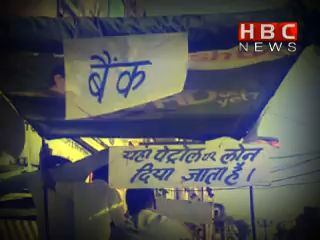 HBC
NEWS
बैंक
यहाँ पेट्रोल पर लोन
दिया जाता है।